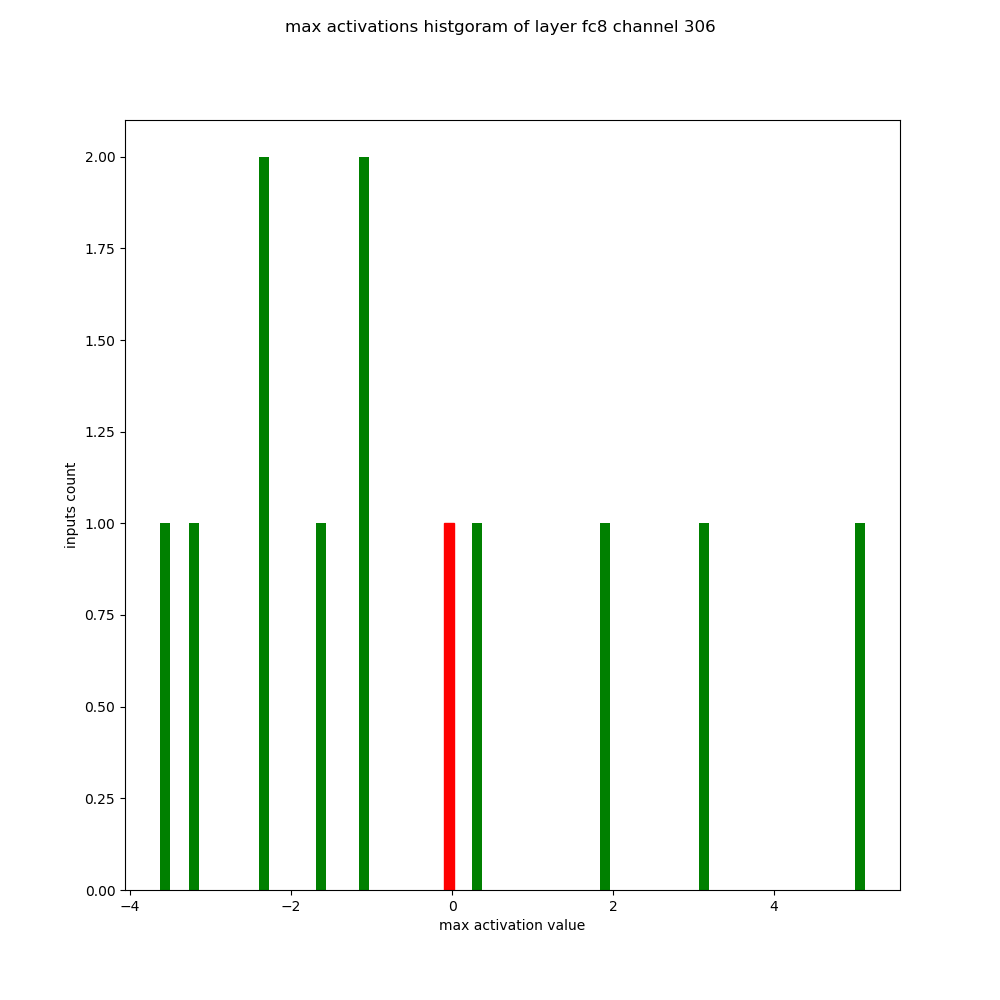 max activations histgoram of layer fc8 channel 306
2.00
1.75
1.50
1.25
1.00
0.75
0.50
0.25
0.00
inputs count
−4 −2 0 2 4
max activation value